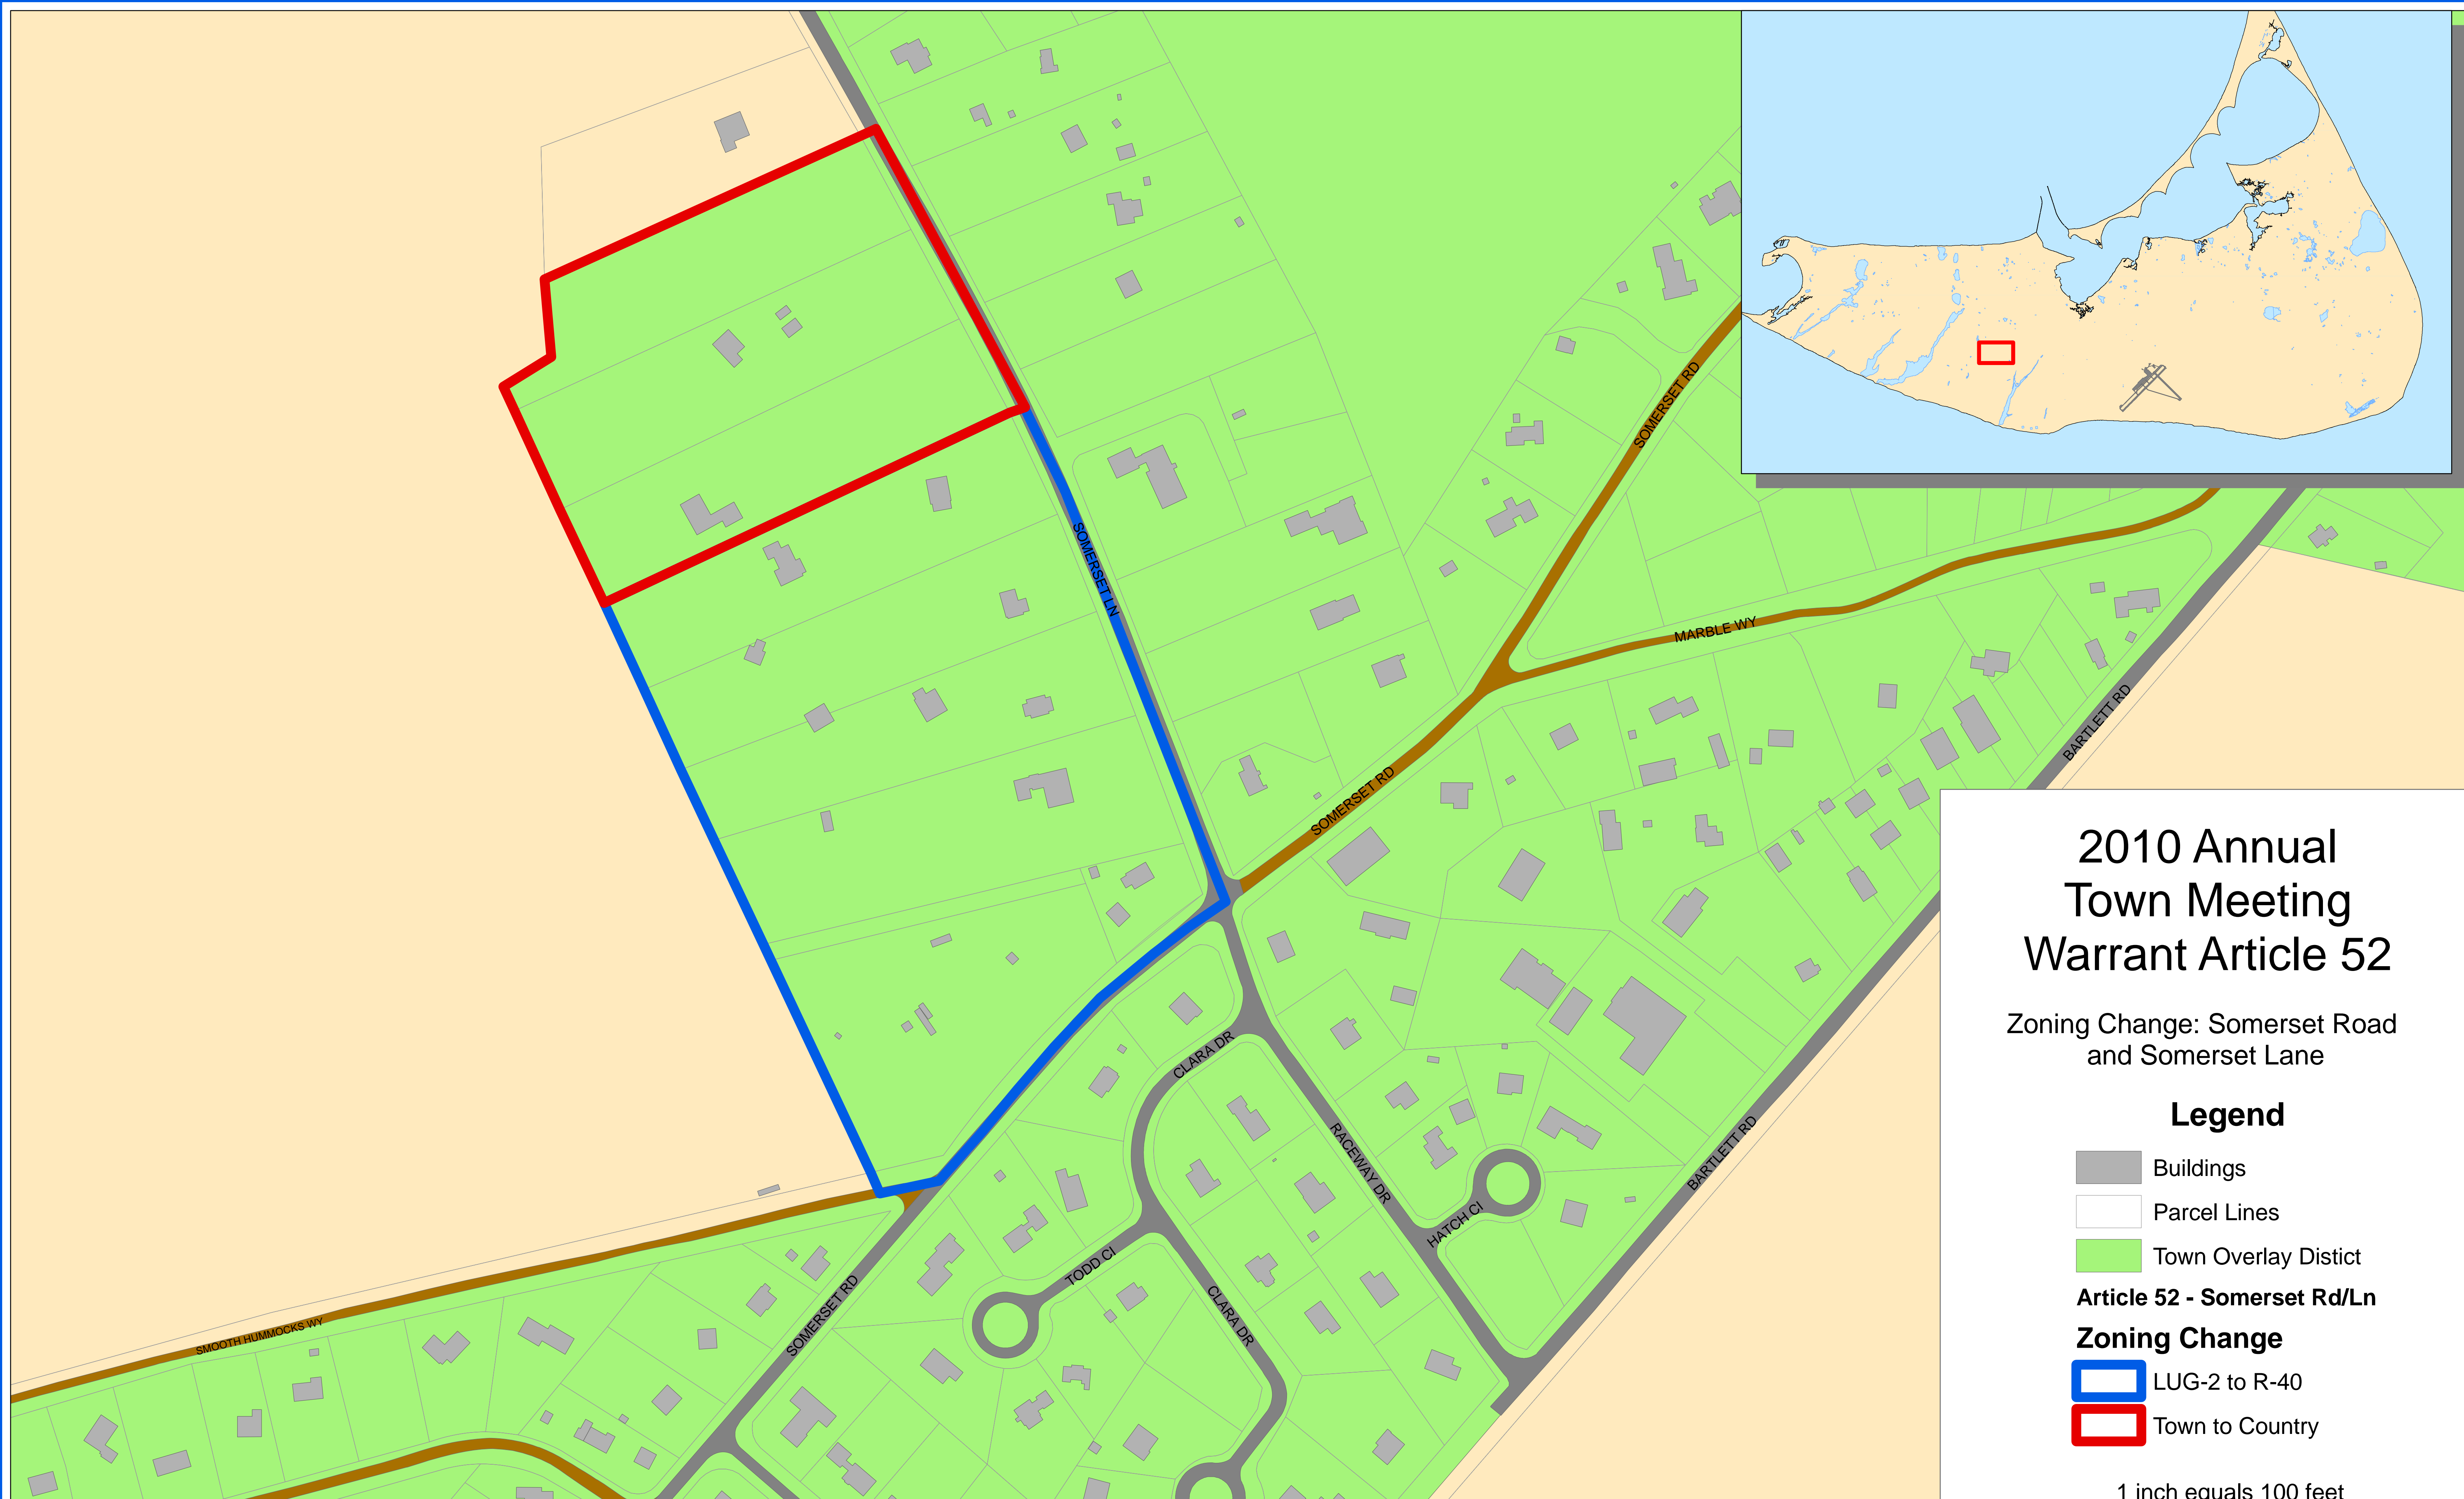 SOMERSET RD
SOMERSET LN
MARBLE WY
BARTLETT RD
SOMERSET RD
2010 Annual
Town Meeting
Warrant Article 52
Zoning Change: Somerset Road
and Somerset Lane
Legend
Buildings
Parcel Lines
Town Overlay Distict
Article 52 - Somerset Rd/Ln
Zoning Change
LUG-2 to R-40
Town to Country
1 inch equals 100 feet
CLARA DR
RACEWAY DR
BARTLETT RD
HATCH CI
TODD CI
CLARA DR
SOMERSET RD
SMOOTH HUMMOCKS WY